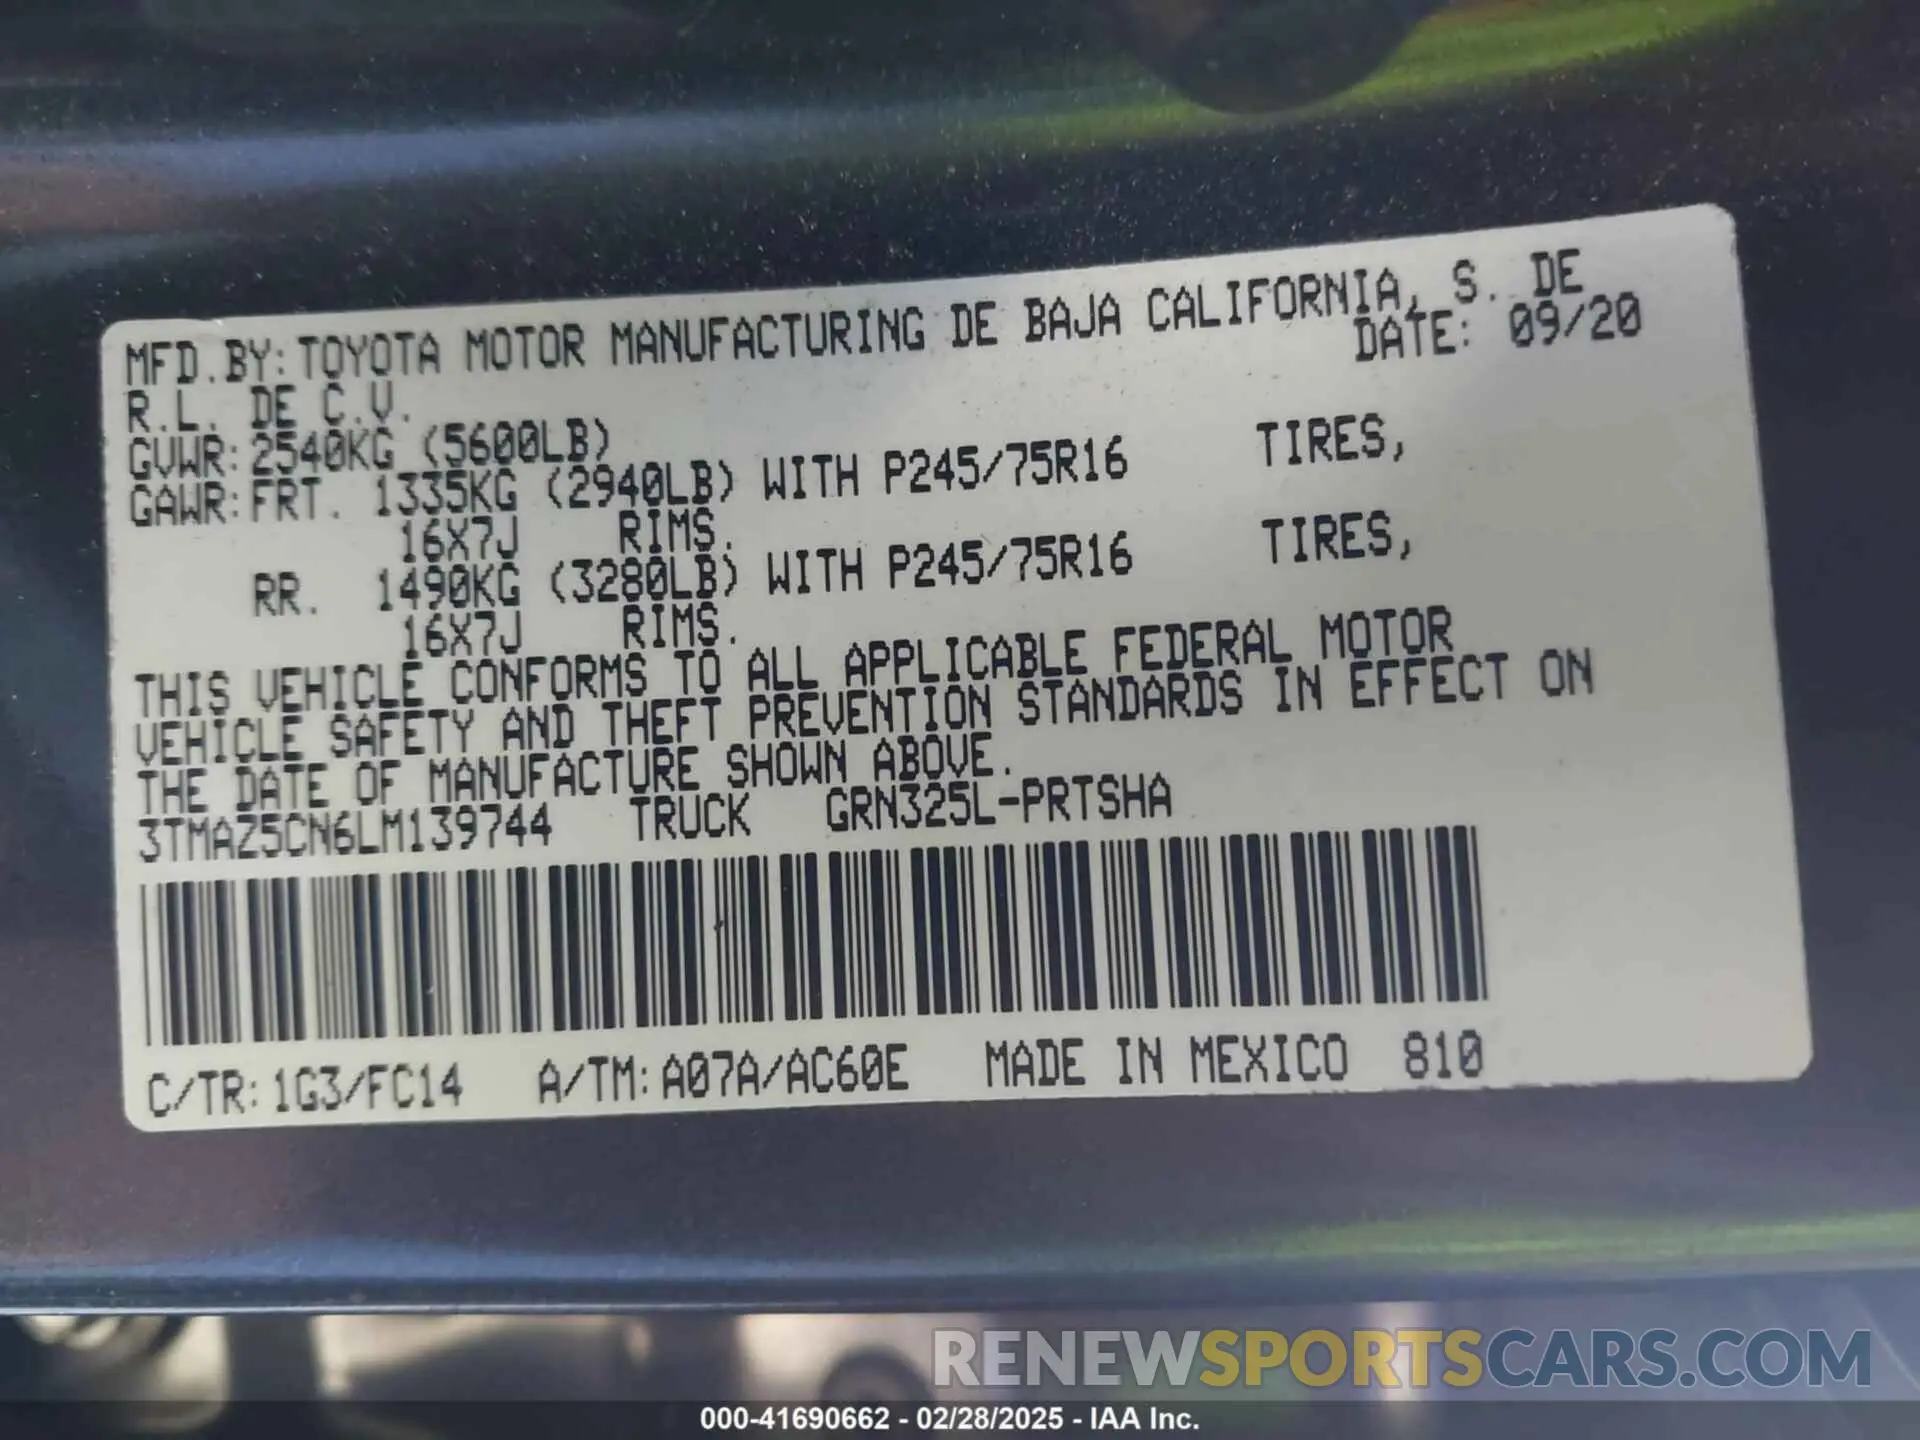 MFD.BY:TOYOTA MOTOR MANUFACTURING DE BAJA CALIFORNIA, S. DE
R.L. DE C.V. DATE: 09/20
GVWR:2540KG (5600LB)
GAWR:FRT. 1335KG (2940LB) WITH P245/75R16 TIRES,
16X7J RIMS.
RR. 1490KG (3280LB) WITH P245/75R16 TIRES,
16X7J RIMS.
THIS VEHICLE CONFORMS TO ALL APPLICABLE FEDERAL MOTOR
VEHICLE SAFETY AND THEFT PREVENTION STANDARDS IN EFFECT ON
THE DATE OF MANUFACTURE SHOWN ABOVE.
3TMAZ5CN6LM139744 TRUCK GRN325L-PRTSHA
C/TR:1G3/FC14 A/TM:A07A/AC60E MADE IN MEXICO 810
RENEWSPORTSCARS.COM
000-41690662 - 02/28/2025 - IAA Inc.